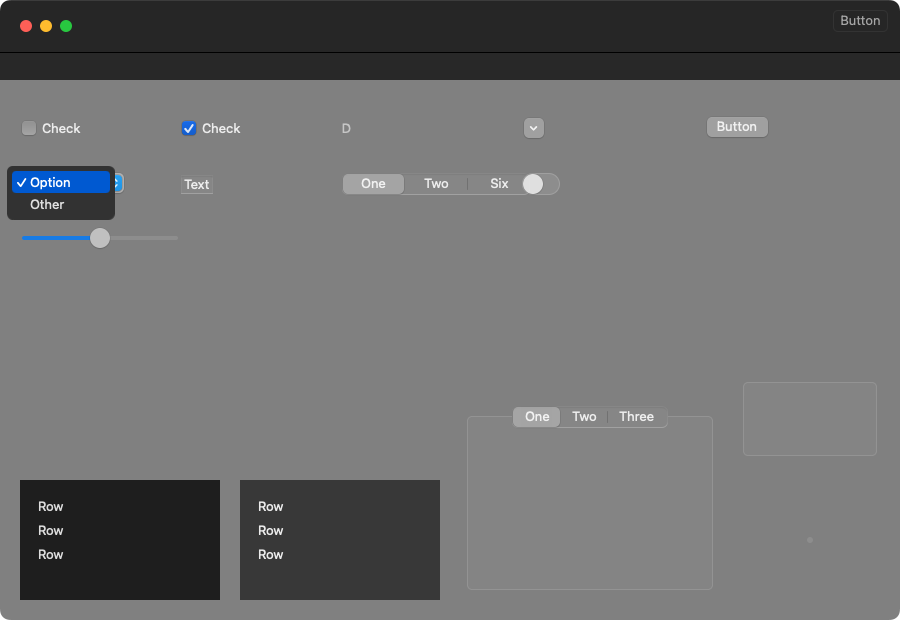 Button
Check
Check
D
Button
Option
Other
Text
One
Two
Six
One
Two
Three
Row
Row
Row
Row
Row
Row